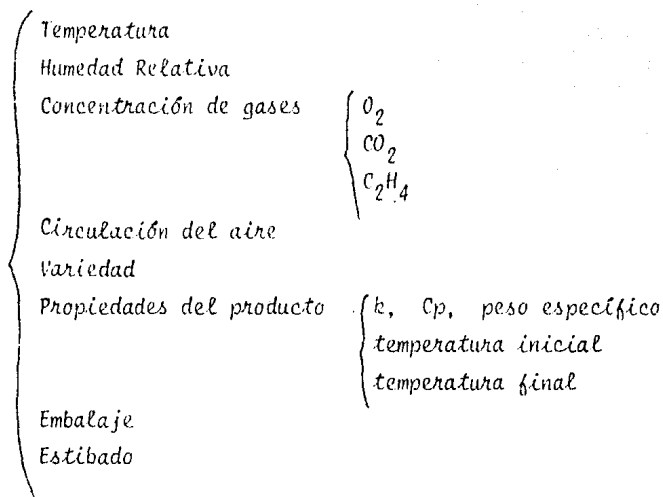 Temperatura
Humedad Relativa
Concentración de gases O₂
CO₂
C₂H₄
Circulación del aire
Variedad
Propiedades del producto k, Cp, peso específico
temperatura inicial
temperatura final
Embalaje
Estibado